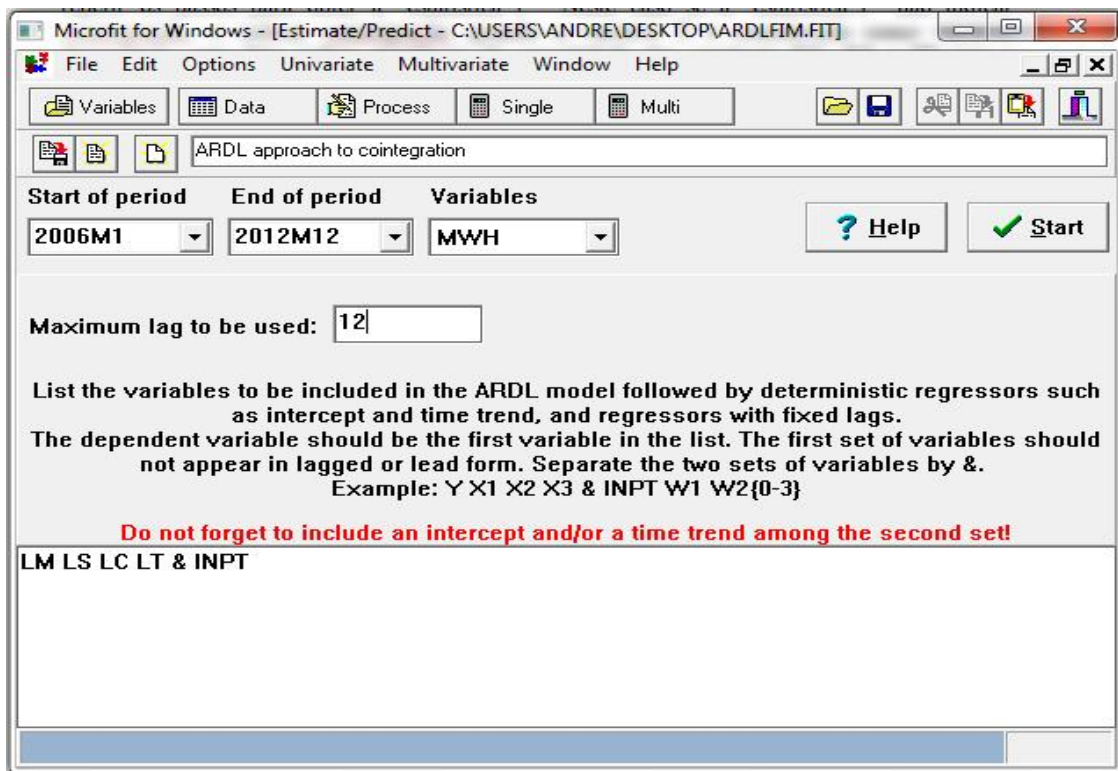 Microfit for Windows - [Estimate/Predict - C:\USERS\ANDRE\DESKTOP\ARDLFIM.FIT]
File Edit Options Univariate Multivariate Window Help
Variables Data Process Single Multi
ARDL approach to cointegration
Start of period End of period Variables
2006M1 2012M12 MWH ? Help Start
Maximum lag to be used: 12
List the variables to be included in the ARDL model followed by deterministic regressors such
as intercept and time trend, and regressors with fixed lags.
The dependent variable should be the first variable in the list. The first set of variables should
not appear in lagged or lead form. Separate the two sets of variables by &.
Example: Y X1 X2 X3 & INPT W1 W2{0-3}
Do not forget to include an intercept and/or a time trend among the second set!
LM LS LC LT & INPT